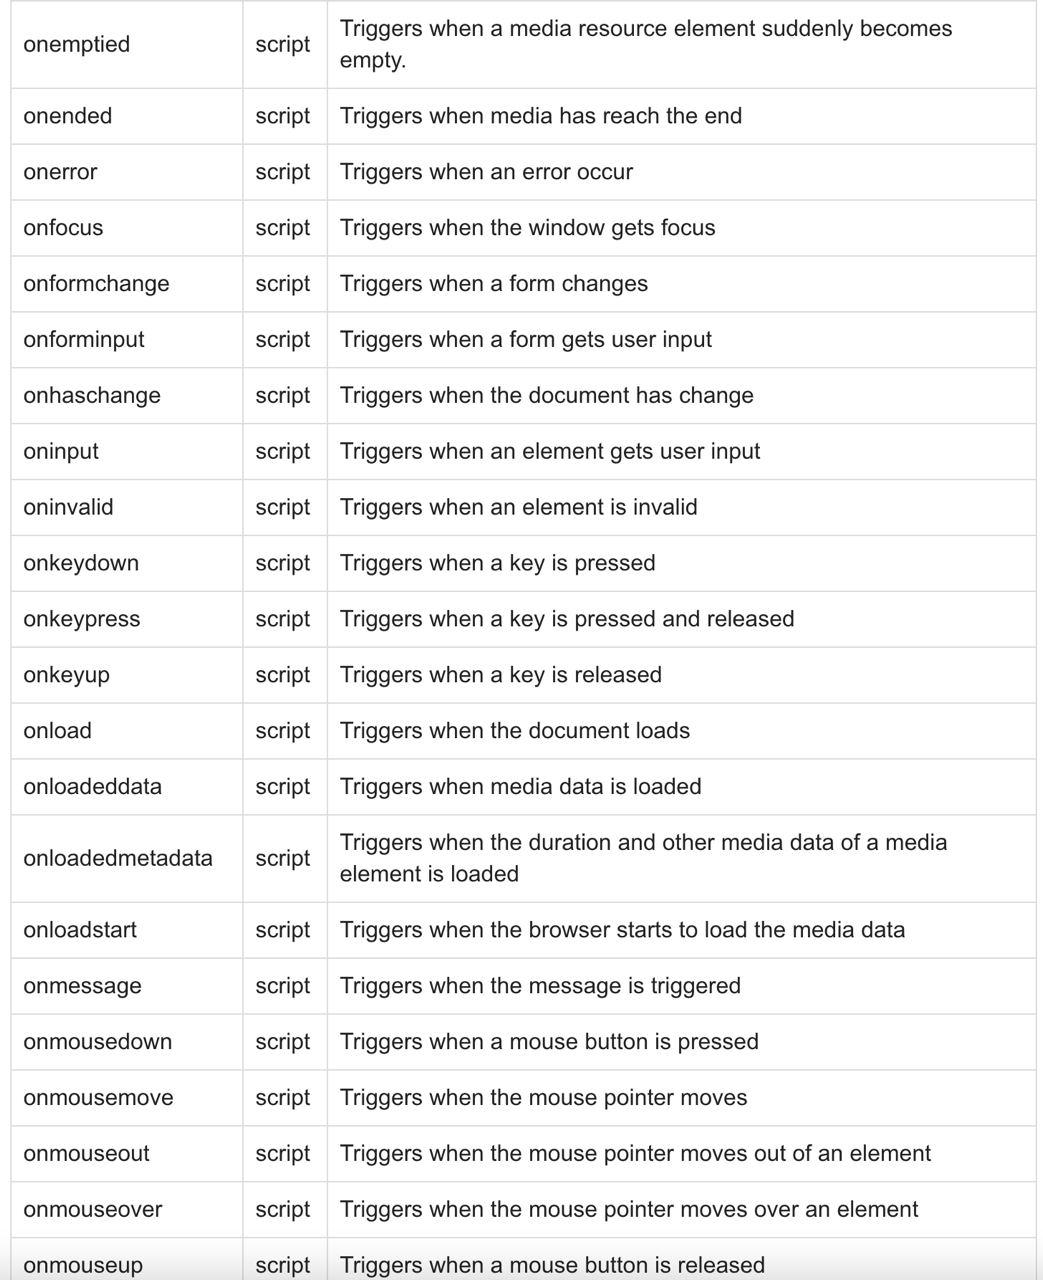 onemptied script Triggers when a media resource element suddenly becomes
empty.
onended script Triggers when media has reach the end
onerror script Triggers when an error occur
onfocus script Triggers when the window gets focus
onformchange script Triggers when a form changes
onforminput script Triggers when a form gets user input
onhaschange script Triggers when the document has change
oninput script Triggers when an element gets user input
oninvalid script Triggers when an element is invalid
onkeydown script Triggers when a key is pressed
onkeypress script Triggers when a key is pressed and released
onkeyup script Triggers when a key is released
onload script Triggers when the document loads
onloadeddata script Triggers when media data is loaded
onloadedmetadata script Triggers when the duration and other media data of a media
element is loaded
onloadstart script Triggers when the browser starts to load the media data
onmessage script Triggers when the message is triggered
onmousedown script Triggers when a mouse button is pressed
onmousemove script Triggers when the mouse pointer moves
onmouseout script Triggers when the mouse pointer moves out of an element
onmouseover script Triggers when the mouse pointer moves over an element
onmouseup script Triggers when a mouse button is released